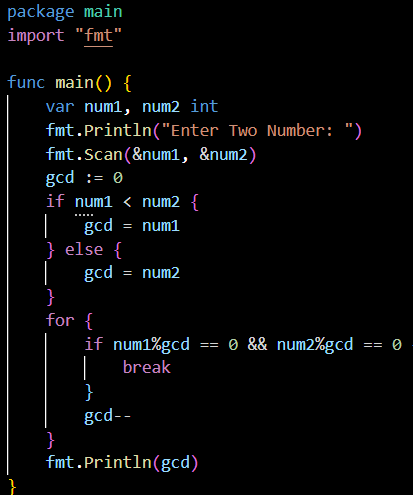 package main
import "fmt"

func main() {
    var num1, num2 int
    fmt.Println("Enter Two Number: ")
    fmt.Scan(&num1, &num2)
    gcd := 0
    if num1 < num2 {
        gcd = num1
    } else {
        gcd = num2
    }
    for {
        if num1%gcd == 0 && num2%gcd == 0
            break
        }
        gcd--
    }
    fmt.Println(gcd)
}